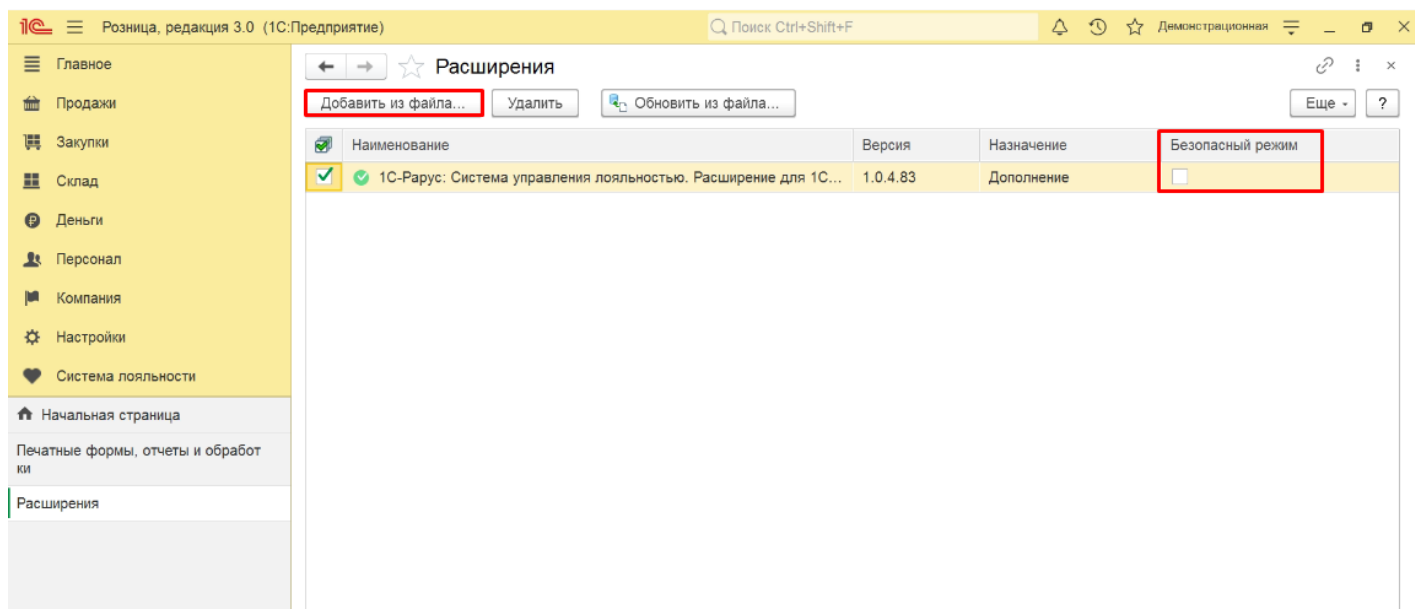 1С Розница, редакция 3.0 (1С:Предприятие) Поиск Ctrl+Shift+F Демонстрационная
Главное
Продажи
Закупки
Склад
Деньги
Персонал
Компания
Настройки
Система лояльности
Начальная страница
Печатные формы, отчеты и обработ
ки
Расширения
Расширения
Добавить из файла... Удалить Обновить из файла... Еще ?
Наименование Версия Назначение Безопасный режим
1С-Рарус: Система управления лояльностью. Расширение для 1С... 1.0.4.83 Дополнение